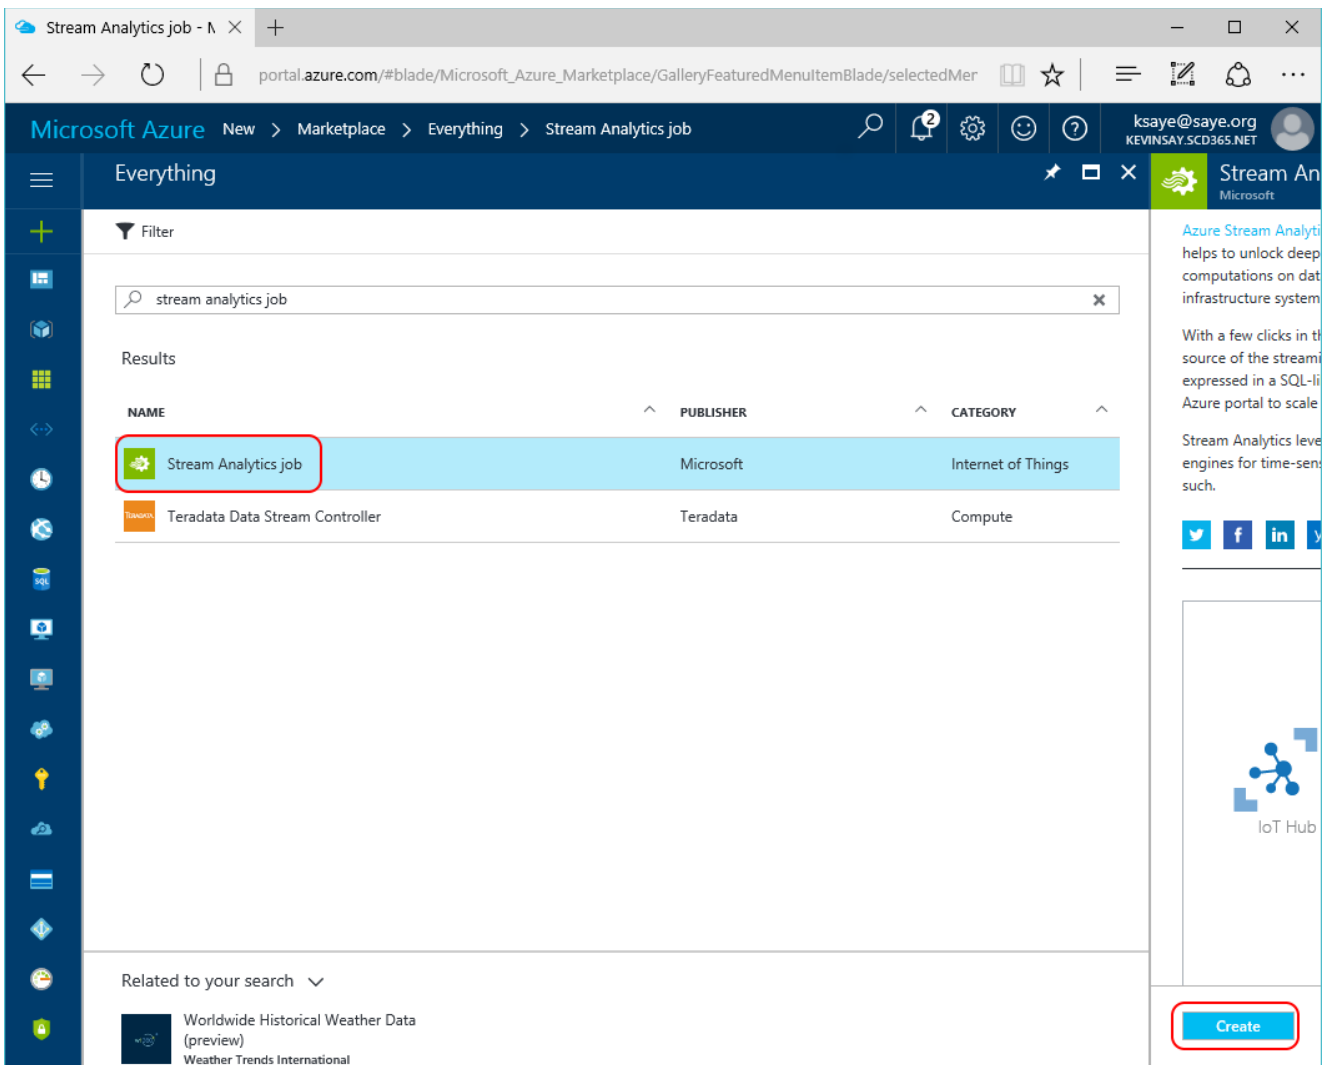 Stream Analytics job - M
portal.azure.com/#blade/Microsoft_Azure_Marketplace/GalleryFeaturedMenuItemBlade/selectedMer
Microsoft Azure New > Marketplace > Everything > Stream Analytics job
2
ksaye@saye.org
KEVINSAY.SCD365.NET
Everything
Stream An
Microsoft
Filter
stream analytics job
Results
NAME PUBLISHER CATEGORY
Stream Analytics job Microsoft Internet of Things
TERADATA Teradata Data Stream Controller Teradata Compute
Related to your search
Worldwide Historical Weather Data
(preview)
Weather Trends International
SQL
Azure Stream Analyti
helps to unlock deep
computations on dat
infrastructure system
With a few clicks in th
source of the streami
expressed in a SQL-li
Azure portal to scale
Stream Analytics leve
engines for time-sens
such.
f in y
IoT Hub
Create